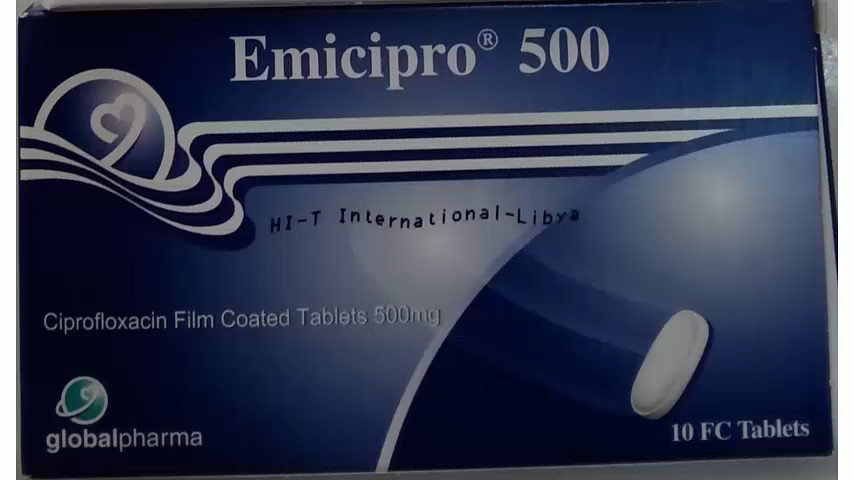 Emicipro® 500
HI-T International-Libya
Ciprofloxacin Film Coated Tablets 500mg
globalpharma
10 FC Tablets